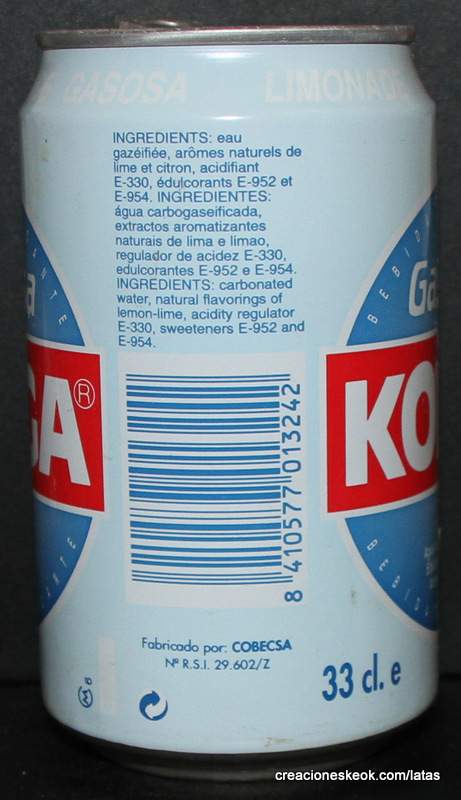 GASOSA LIMONADE
INGREDIENTS: eau
gazéifiée, arômes naturels de
lime et citron, acidifiant
E-330, édulcorants E-952 et
E-954. INGREDIENTES:
água carbogaseificada,
extractos aromatizantes
naturais de lima e limao,
regulador de acidez E-330,
edulcorantes E-952 e E-954.
INGREDIENTS: carbonated
water, natural flavorings of
lemon-lime, acidity regulator
E-330, sweeteners E-952 and
E-954.
GA®
KO
8 410577 013242
Fabricado por: COBECSA
Nº R.S.I. 29.602/Z
33 cl. e
creacioneskeok.com/latas